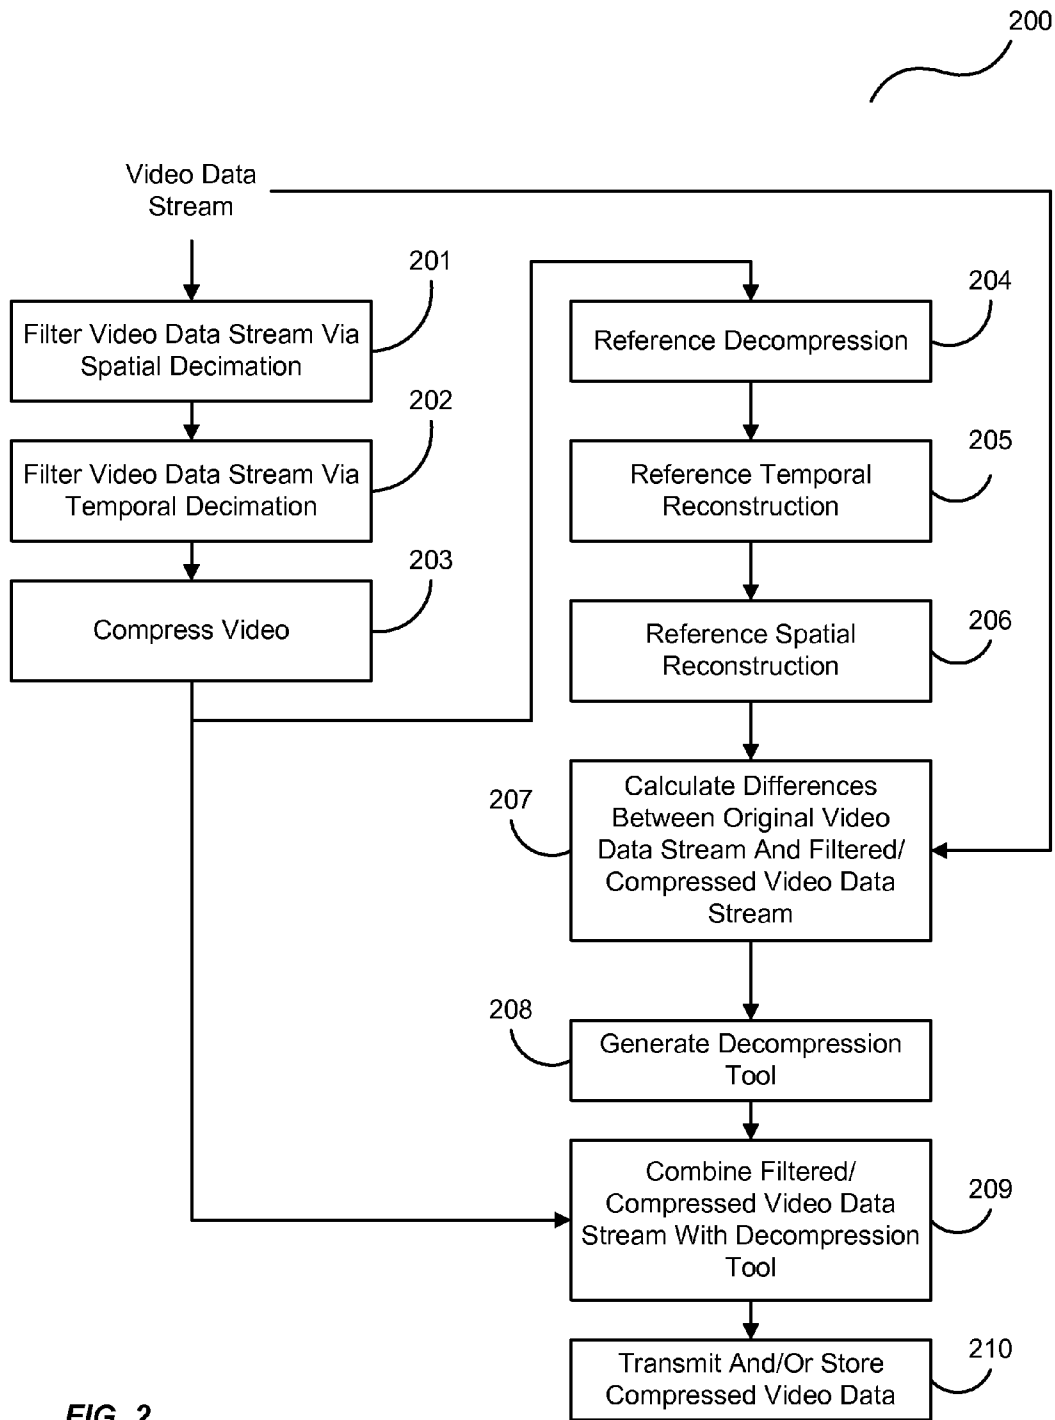 200
Video Data
Stream
201
Filter Video Data Stream Via
Spatial Decimation
202
Filter Video Data Stream Via
Temporal Decimation
203
Compress Video
204
Reference Decompression
205
Reference Temporal
Reconstruction
206
Reference Spatial
Reconstruction
207
Calculate Differences
Between Original Video
Data Stream And Filtered/
Compressed Video Data
Stream
208
Generate Decompression
Tool
209
Combine Filtered/
Compressed Video Data
Stream With Decompression
Tool
210
Transmit And/Or Store
Compressed Video Data
FIG. 2